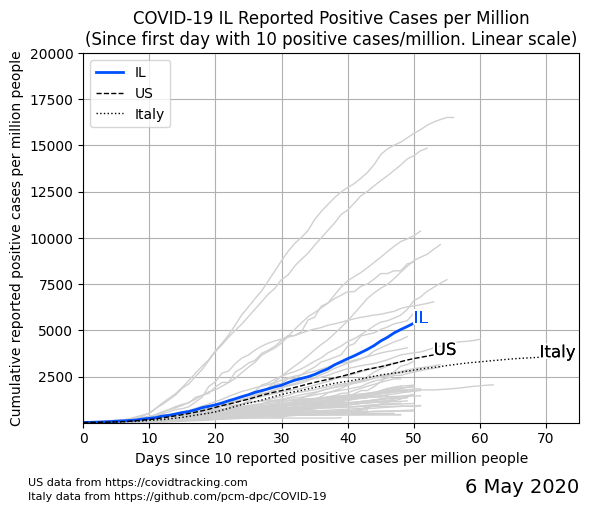 COVID-19 IL Reported Positive Cases per Million
(Since first day with 10 positive cases/million. Linear scale)
Cumulative reported positive cases per million people
20000
17500
15000
12500
10000
7500
5000
2500
IL
US
Italy
IL
US
Italy
0 10 20 30 40 50 60 70
Days since 10 reported positive cases per million people
US data from https://covidtracking.com
Italy data from https://github.com/pcm-dpc/COVID-19
6 May 2020